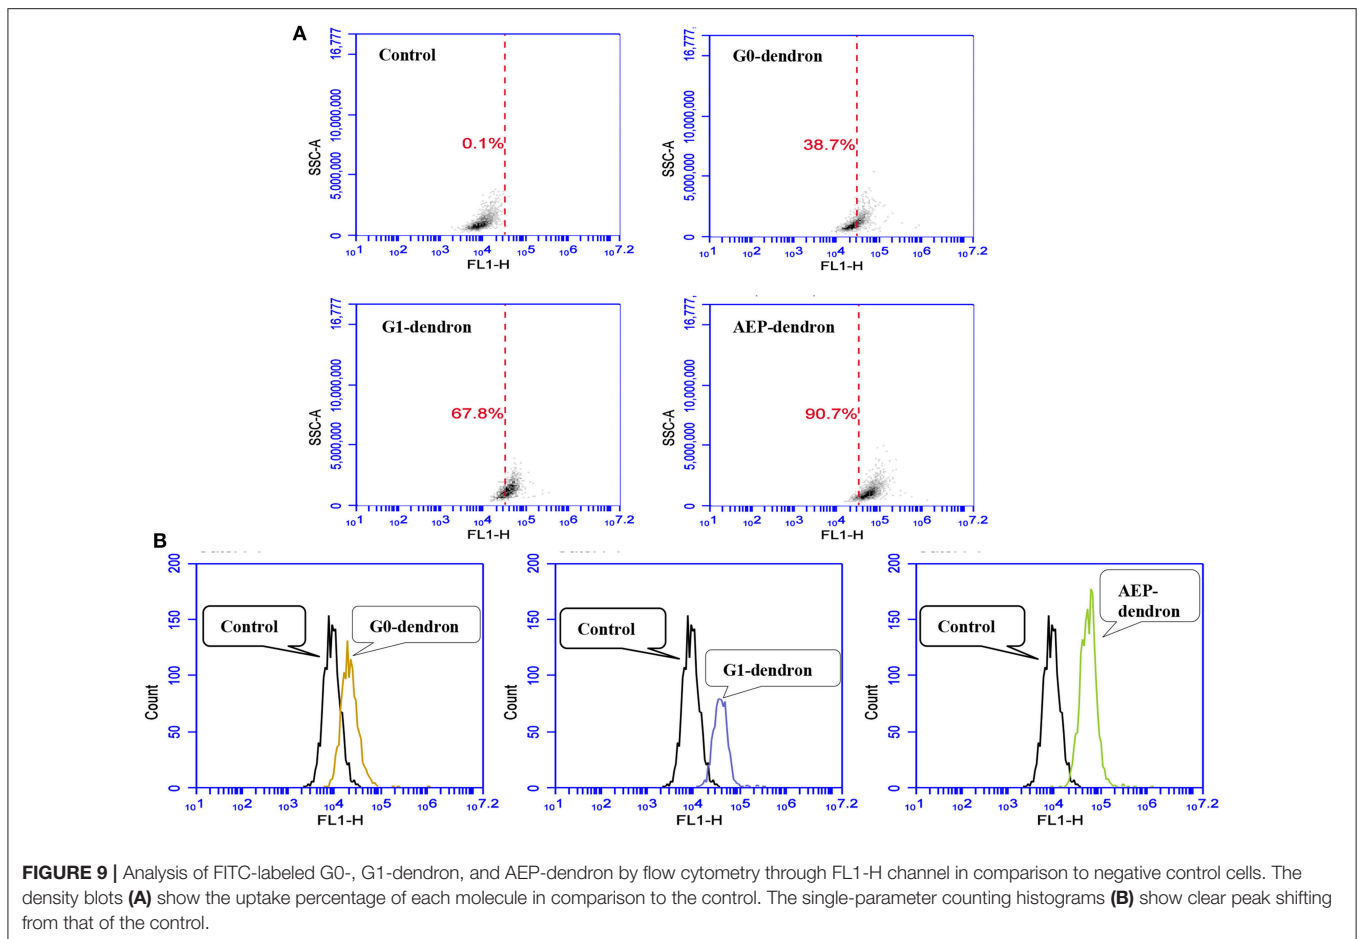 A
Control
0.1%
SSC-A
16,777
10,000,000
5,000,000
0
10 1 10 2 10 3 10 4 10 5 10 6 10 7.2
FL1-H
G0-dendron
38.7%
SSC-A
16,777,
10,000,000
5,000,000
0
10 1 10 2 10 3 10 4 10 5 10 6 10 7.2
FL1-H
G1-dendron
67.8%
SSC-A
16,777
10,000,000
5,000,000
0
10 1 10 2 10 3 10 4 10 5 10 6 10 7.2
FL1-H
AEP-dendron
90.7%
SSC-A
16,777,
10,000,000
5,000,000
0
10 1 10 2 10 3 10 4 10 5 10 6 10 7.2
FL1-H
B
Control
G0-dendron
Count
200
150
100
50
0
10 1 10 2 10 3 10 4 10 5 10 6 10 7.2
FL1-H
Control
G1-dendron
Count
200
150
100
50
0
10 1 10 2 10 3 10 4 10 5 10 6 10 7.2
FL1-H
Control
AEP-
dendron
Count
200
150
100
50
0
10 1 10 2 10 3 10 4 10 5 10 6 10 7.2
FL1-H
FIGURE 9 | Analysis of FITC-labeled G0-, G1-dendron, and AEP-dendron by flow cytometry through FL1-H channel in comparison to negative control cells. The
density blots (A) show the uptake percentage of each molecule in comparison to the control. The single-parameter counting histograms (B) show clear peak shifting
from that of the control.